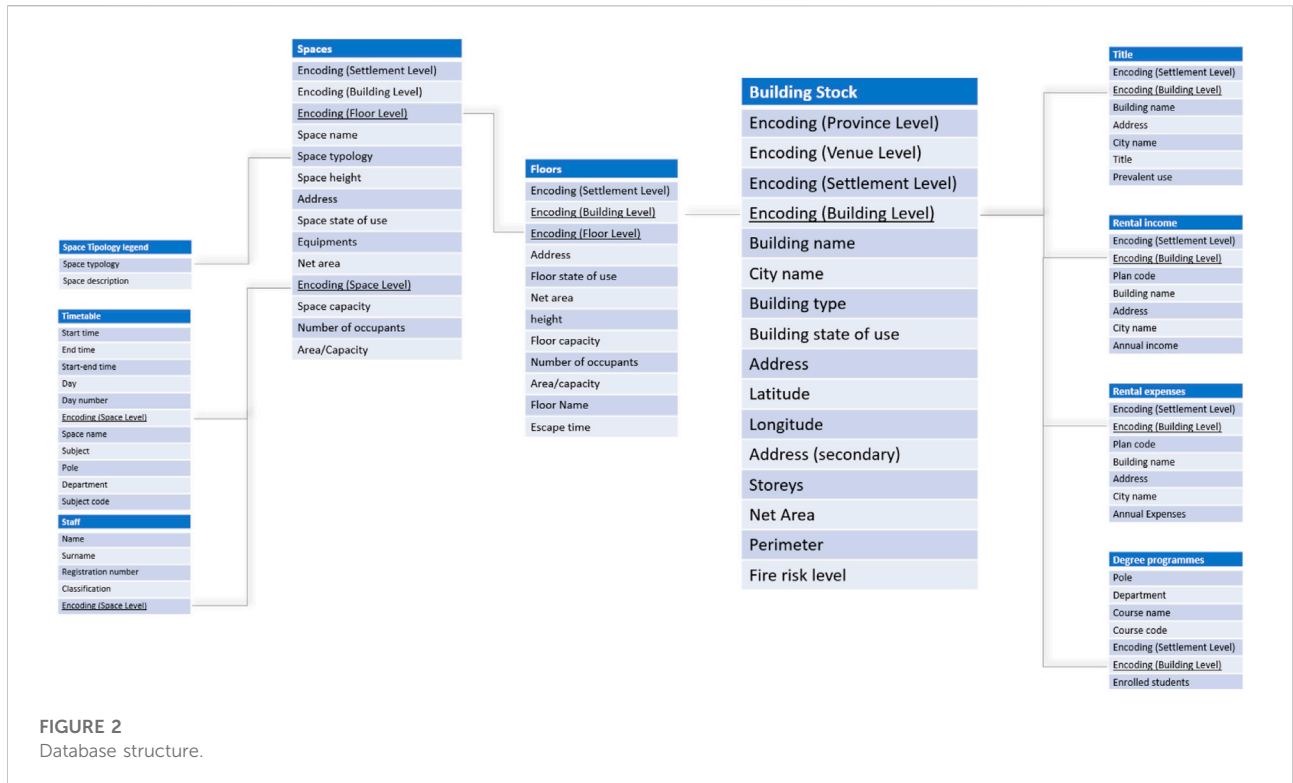 Spaces
Encoding (Settlement Level)
Encoding (Building Level)
Encoding (Floor Level)
Space name
Space typology
Space height
Address
Space state of use
Equipments
Net area
Encoding (Space Level)
Space capacity
Number of occupants
Area/Capacity
Space Tipology legend
Space typology
Space description
Timetable
Start time
End time
Start-end time
Day
Day number
Encoding (Space Level)
Space name
Subject
Pole
Department
Subject code
Staff
Name
Surname
Registration number
Classification
Encoding (Space Level)
Floors
Encoding (Settlement Level)
Encoding (Building Level)
Encoding (Floor Level)
Address
Floor state of use
Net area
height
Floor capacity
Number of occupants
Area/capacity
Floor Name
Escape time
Building Stock
Encoding (Province Level)
Encoding (Venue Level)
Encoding (Settlement Level)
Encoding (Building Level)
Building name
City name
Building type
Building state of use
Address
Latitude
Longitude
Address (secondary)
Storeys
Net Area
Perimeter
Fire risk level
Title
Encoding (Settlement Level)
Encoding (Building Level)
Building name
Address
City name
Title
Prevalent use
Rental income
Encoding (Settlement Level)
Encoding (Building Level)
Plan code
Building name
Address
City name
Annual income
Rental expenses
Encoding (Settlement Level)
Encoding (Building Level)
Plan code
Building name
Address
City name
Annual Expenses
Degree programmes
Pole
Department
Course name
Course code
Encoding (Settlement Level)
Encoding (Building Level)
Enrolled students
FIGURE 2
Database structure.